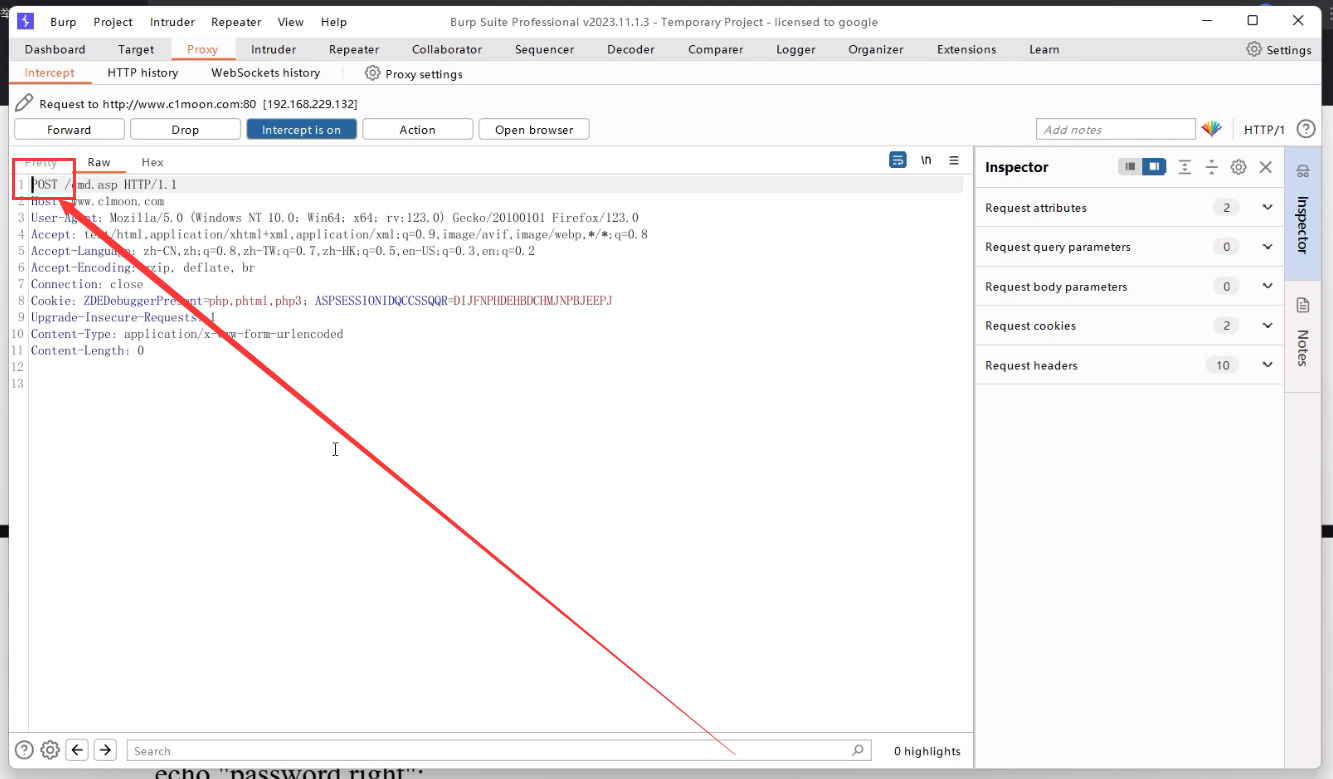 Burp Project Intruder Repeater View Help Burp Suite Professional v2023.11.1.3 - Temporary Project - licensed to google
Dashboard Target Proxy Intruder Repeater Collaborator Sequencer Decoder Comparer Logger Organizer Extensions Learn Settings
Intercept HTTP history WebSockets history Proxy settings
Request to http://www.c1moon.com:80 [192.168.229.132]
Forward Drop Intercept is on Action Open browser Add notes HTTP/1
Pretty Raw Hex \n
Inspector
1 POST /cmd.asp HTTP/1.1
2 Host: www.c1moon.com
3 User-Agent: Mozilla/5.0 (Windows NT 10.0; Win64; x64; rv:123.0) Gecko/20100101 Firefox/123.0
4 Accept: text/html,application/xhtml+xml,application/xml;q=0.9,image/avif,image/webp,*/*;q=0.8
5 Accept-Language: zh-CN,zh;q=0.8,zh-TW;q=0.7,zh-HK;q=0.5,en-US;q=0.3,en;q=0.2
6 Accept-Encoding: gzip, deflate, br
7 Connection: close
8 Cookie: ZDEDebuggerPresent=php,phtml,php3; ASPSESSIONIDQCCSSQQR=DIJFNPHDEHBDCHMJNPBJEEPJ
9 Upgrade-Insecure-Requests: 1
10 Content-Type: application/x-www-form-urlencoded
11 Content-Length: 0
12
13
Request attributes 2
Request query parameters 0
Request body parameters 0
Request cookies 2
Request headers 10
Inspector
Notes
Search 0 highlights
echo "password right";